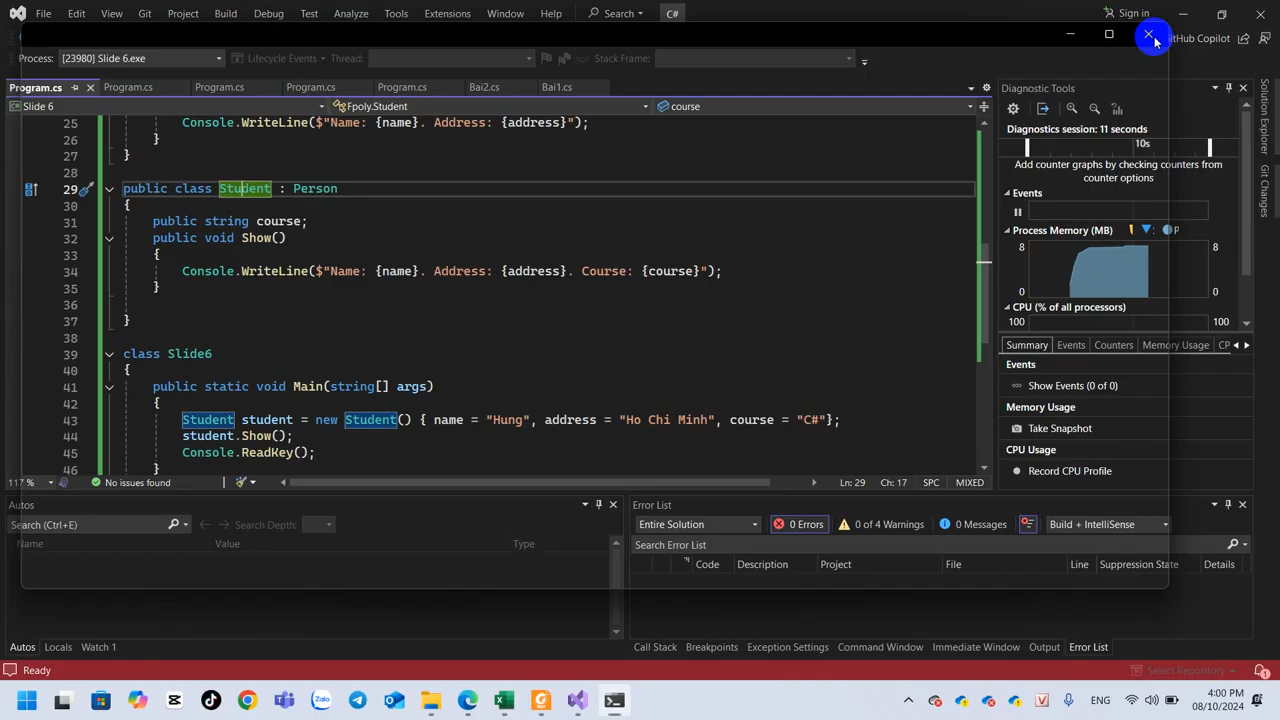 File Edit View Git Project Build Debug Test Analyze Tools Extensions Window Help Search C# Sign in
GitHub Copilot
Process: [23980] Slide 6.exe Lifecycle Events Thread: Stack Frame:
Program.cs Program.cs Program.cs Program.cs Program.cs Bai2.cs Bai1.cs
Slide 6 Fpoly.Student course
25 Console.WriteLine($"Name: {name}. Address: {address}");
26 }
27 }
28
29 public class Student : Person
30 {
31 public string course;
32 public void Show()
33 {
34 Console.WriteLine($"Name: {name}. Address: {address}. Course: {course}");
35 }
36
37 }
38
39 class Slide6
40 {
41 public static void Main(string[] args)
42 {
43 Student student = new Student() { name = "Hung", address = "Ho Chi Minh", course = "C#"};
44 student.Show();
45 Console.ReadKey();
46 }
117 % No issues found Ln: 29 Ch: 17 SPC MIXED
Diagnostic Tools
Diagnostics session: 11 seconds
10s
Add counter graphs by checking counters from
counter options
Events
Process Memory (MB) P
8 8
0 0
CPU (% of all processors)
100 100
Summary Events Counters Memory Usage CP
Events
Show Events (0 of 0)
Memory Usage
Take Snapshot
CPU Usage
Record CPU Profile
Solution Explorer
Git Changes
Autos
Search (Ctrl+E) Search Depth:
Name Value Type
Autos Locals Watch 1
Error List
Entire Solution 0 Errors 0 of 4 Warnings 0 Messages Build + IntelliSense
Search Error List
Code Description Project File Line Suppression State Details
Call Stack Breakpoints Exception Settings Command Window Immediate Window Output Error List
Ready Select Repository 1
Zalo ENG 4:00 PM
08/10/2024